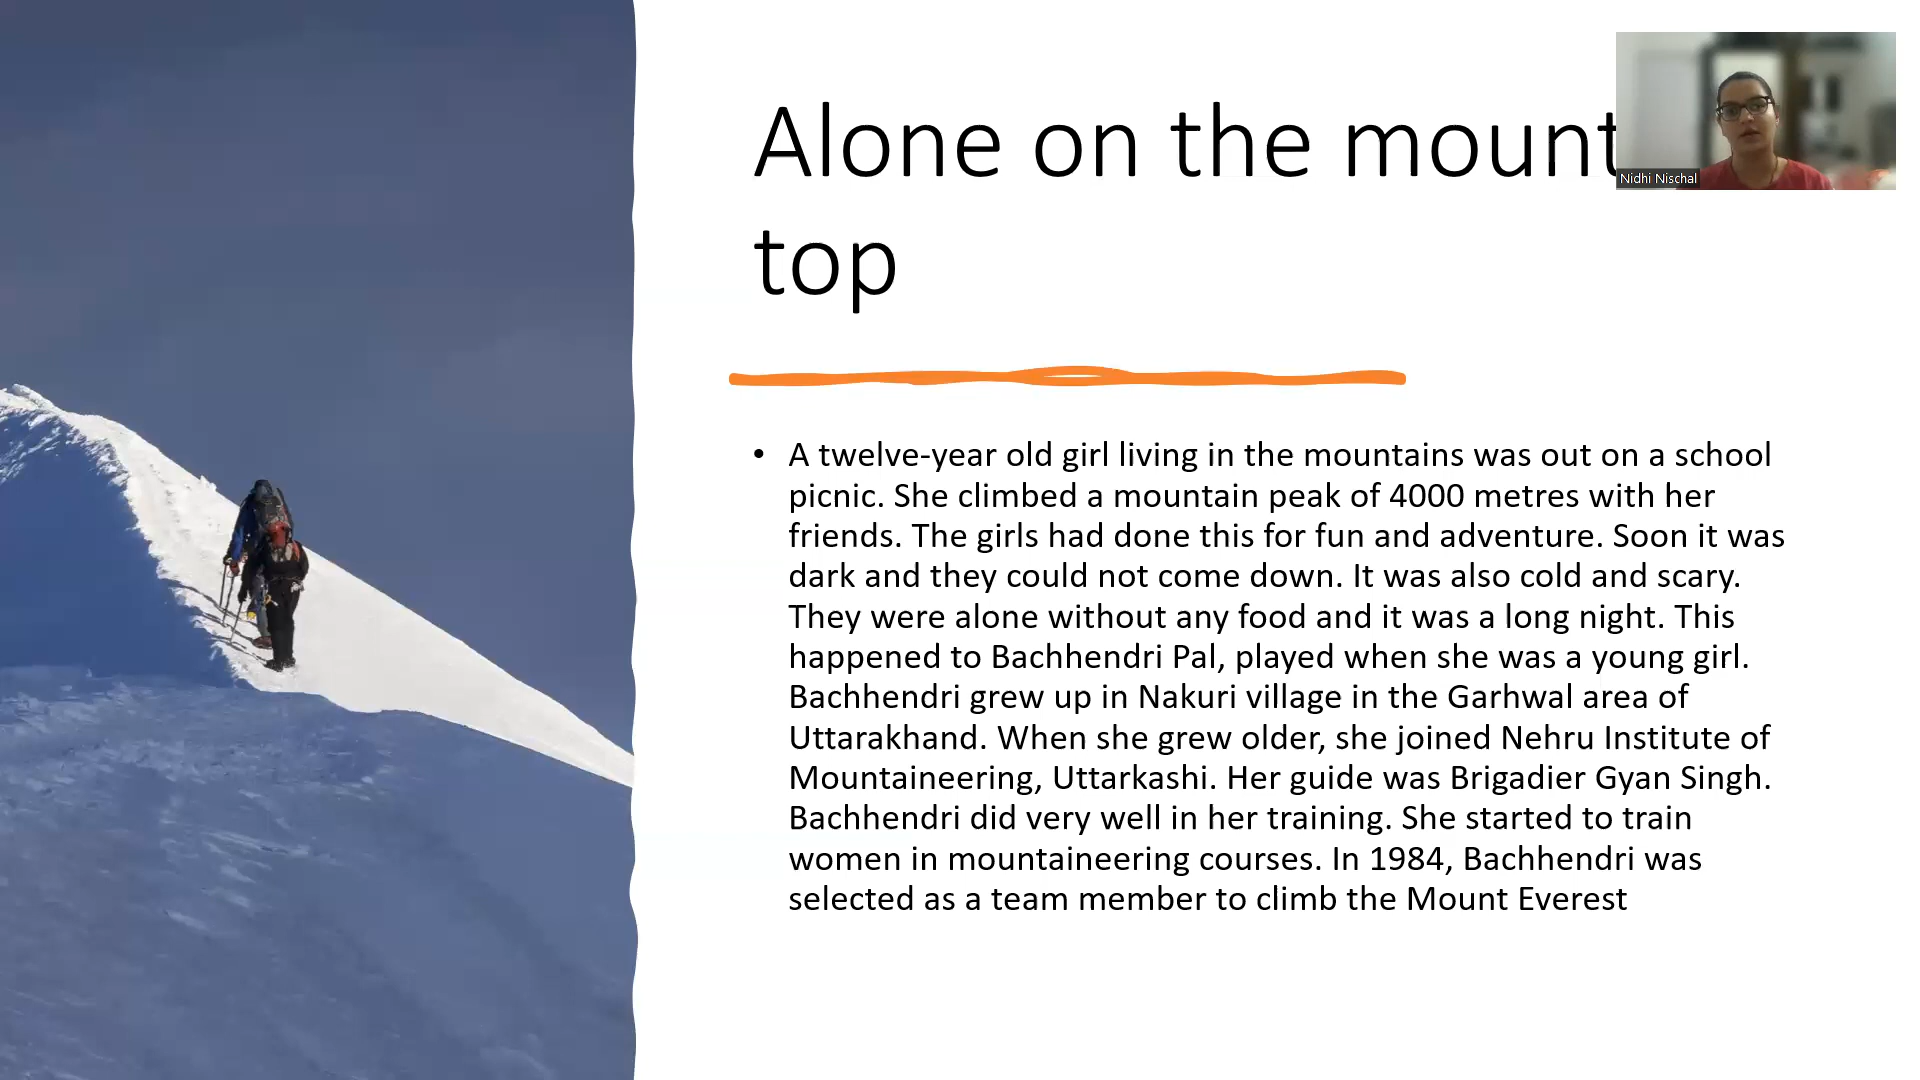 Alone on the mount
top
Nidhi Nischal
• A twelve-year old girl living in the mountains was out on a school
picnic. She climbed a mountain peak of 4000 metres with her
friends. The girls had done this for fun and adventure. Soon it was
dark and they could not come down. It was also cold and scary.
They were alone without any food and it was a long night. This
happened to Bachhendri Pal, played when she was a young girl.
Bachhendri grew up in Nakuri village in the Garhwal area of
Uttarakhand. When she grew older, she joined Nehru Institute of
Mountaineering, Uttarkashi. Her guide was Brigadier Gyan Singh.
Bachhendri did very well in her training. She started to train
women in mountaineering courses. In 1984, Bachhendri was
selected as a team member to climb the Mount Everest